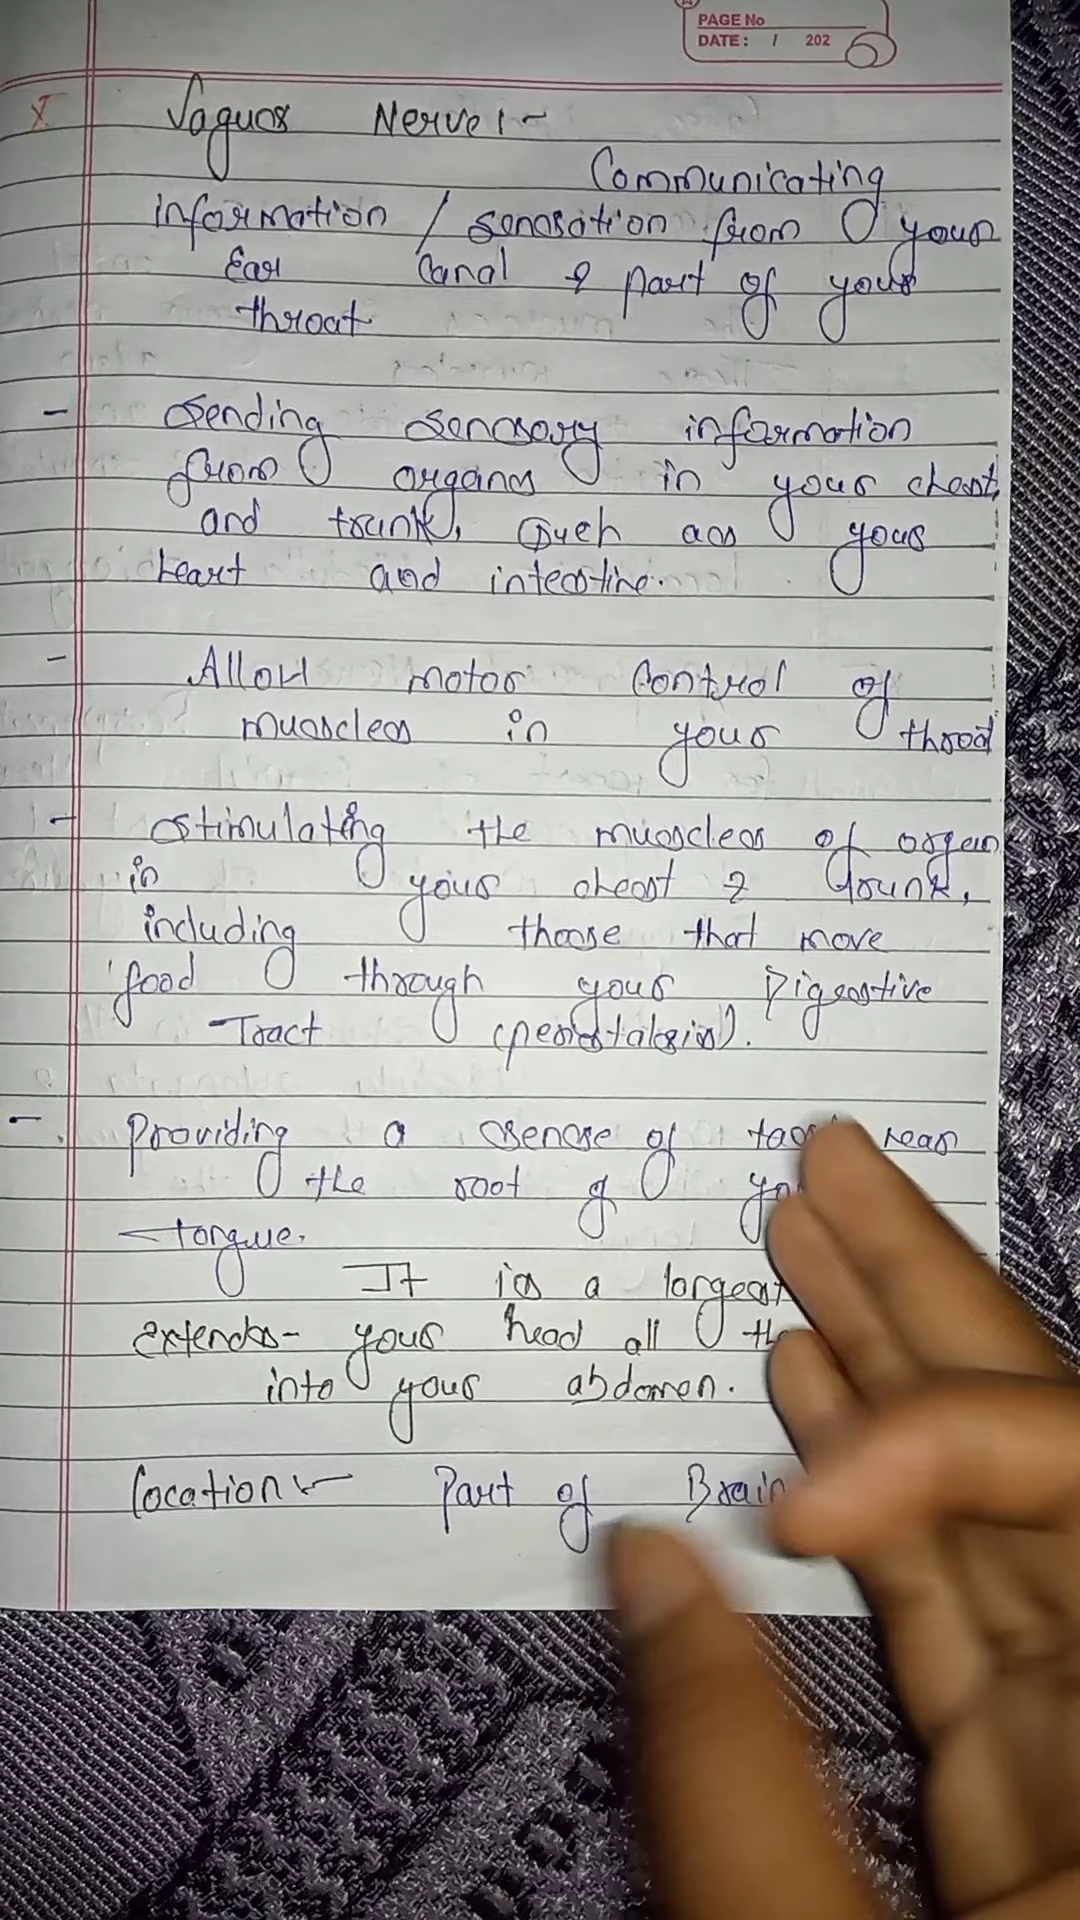 PAGE No
DATE: / 202
X Vagus Nerve :-
Communicating
information / sensation from your
Ear Canal & part of your
throat
- Sending sensory information
from organs in your chest
and trunk, such as your
heart and intestine.
- Allow motor control of
muscles in your throat
- stimulating the muscles of organ
in your chest & trunk,
including those that move
food through your Digestive
Tract (peristalsis).
- Providing a sense of near
the root of
tongue.
It is a largest
extends - your head all
into your abdomen.
Location :- Part of Brain